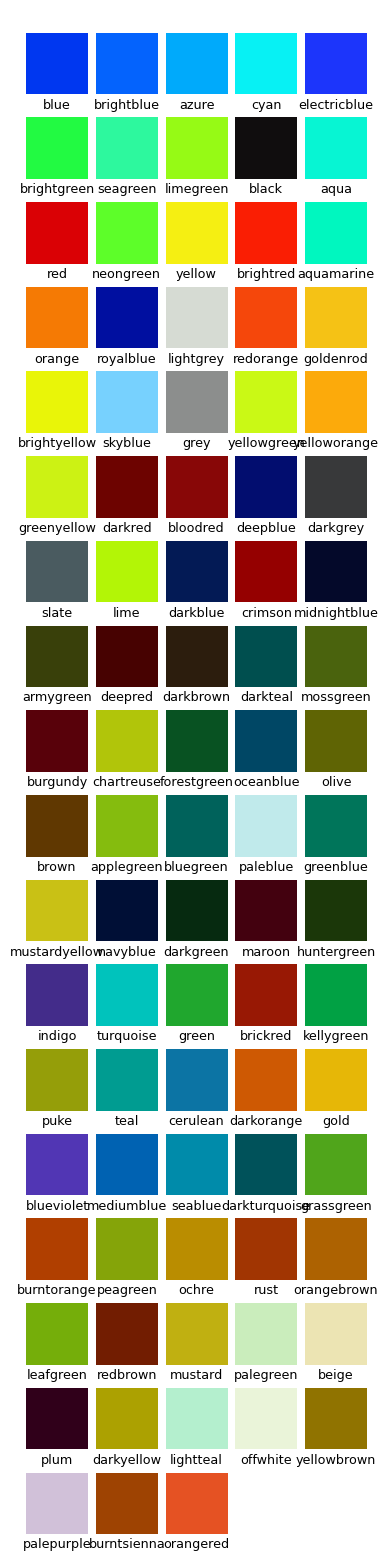 blue brightblue azure cyan electricblue
brightgreen seagreen limegreen black aqua
red neongreen yellow brightred aquamarine
orange royalblue lightgrey redorange goldenrod
brightyellow skyblue grey yellowgreen yelloworange
greenyellow darkred bloodred deepblue darkgrey
slate lime darkblue crimson midnightblue
armygreen deepred darkbrown darkteal mossgreen
burgundy chartreuse forestgreen oceanblue olive
brown applegreen bluegreen paleblue greenblue
mustardyellow navyblue darkgreen maroon huntergreen
indigo turquoise green brickred kellygreen
puke teal cerulean darkorange gold
blueviolet mediumblue seablue darkturquoise grassgreen
burntorange peagreen ochre rust orangebrown
leafgreen redbrown mustard palegreen beige
plum darkyellow lightteal offwhite yellowbrown
palepurple burntsienna orangered